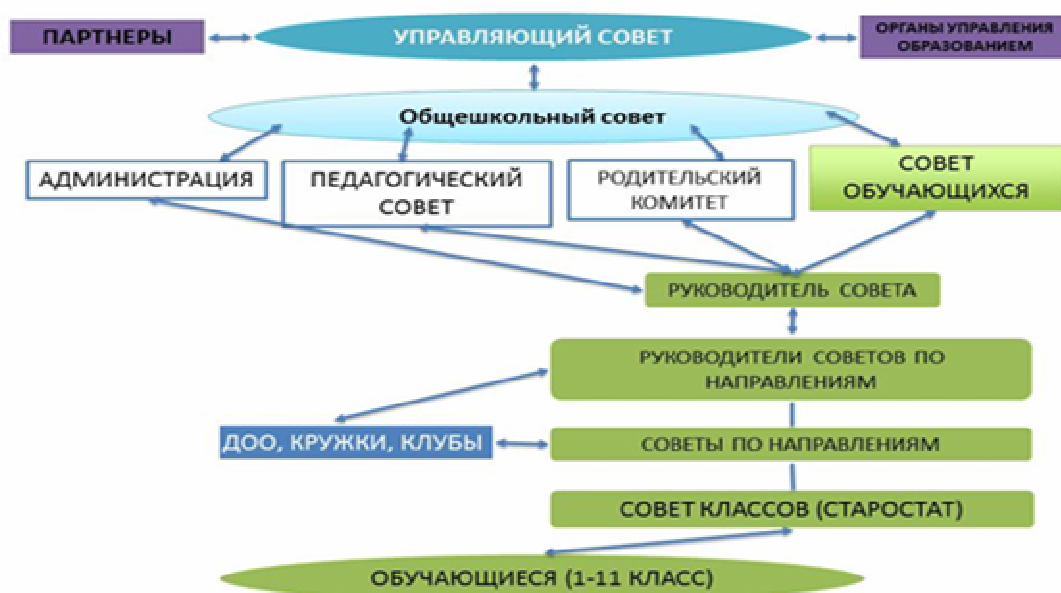 ПАРТНЕРЫ
УПРАВЛЯЮЩИЙ СОВЕТ
ОРГАНЫ УПРАВЛЕНИЯ
ОБРАЗОВАНИЕМ
Общешкольный совет
АДМИНИСТРАЦИЯ
ПЕДАГОГИЧЕСКИЙ
СОВЕТ
РОДИТЕЛЬСКИЙ
КОМИТЕТ
СОВЕТ
ОБУЧАЮЩИХСЯ
РУКОВОДИТЕЛЬ СОВЕТА
РУКОВОДИТЕЛИ СОВЕТОВ ПО
НАПРАВЛЕНИЯМ
ДОО, КРУЖКИ, КЛУБЫ
СОВЕТЫ ПО НАПРАВЛЕНИЯМ
СОВЕТ КЛАССОВ (СТАРОСТАТ)
ОБУЧАЮЩИЕСЯ (1-11 КЛАСС)